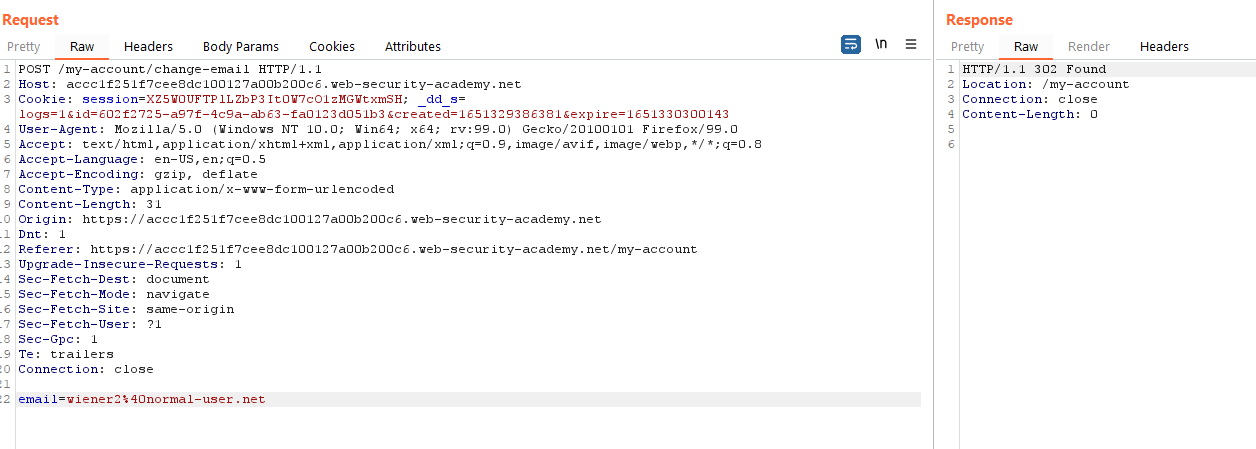 Request
Pretty Raw Headers Body Params Cookies Attributes \n
1 POST /my-account/change-email HTTP/1.1
2 Host: accc1f251f7cee8dc100127a00b200c6.web-security-academy.net
3 Cookie: session=XZ5W0UFTPlLZbP3It0W7cO1zMGWtxmSH; _dd_s=
logs=1&id=602f2725-a97f-4c9a-ab63-fa0123d051b3&created=1651329386381&expire=1651330300143
4 User-Agent: Mozilla/5.0 (Windows NT 10.0; Win64; x64; rv:99.0) Gecko/20100101 Firefox/99.0
5 Accept: text/html,application/xhtml+xml,application/xml;q=0.9,image/avif,image/webp,*/*;q=0.8
6 Accept-Language: en-US,en;q=0.5
7 Accept-Encoding: gzip, deflate
8 Content-Type: application/x-www-form-urlencoded
9 Content-Length: 31
10 Origin: https://accc1f251f7cee8dc100127a00b200c6.web-security-academy.net
11 Dnt: 1
12 Referer: https://accc1f251f7cee8dc100127a00b200c6.web-security-academy.net/my-account
13 Upgrade-Insecure-Requests: 1
14 Sec-Fetch-Dest: document
15 Sec-Fetch-Mode: navigate
16 Sec-Fetch-Site: same-origin
17 Sec-Fetch-User: ?1
18 Sec-Gpc: 1
19 Te: trailers
20 Connection: close
21
22 email=wiener2%40normal-user.net
Response
Pretty Raw Render Headers
1 HTTP/1.1 302 Found
2 Location: /my-account
3 Connection: close
4 Content-Length: 0
5
6